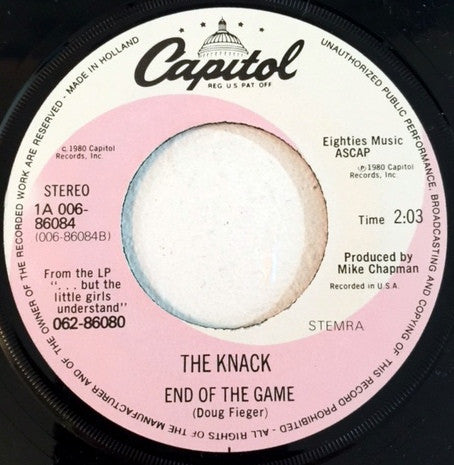 Capitol
REG US PAT OFF
ALL RIGHTS OF THE MANUFACTURER AND OF THE OWNER OF THE RECORDED WORK ARE RESERVED - MADE IN HOLLAND
UNAUTHORIZED PUBLIC PERFORMANCE, BROADCASTING AND COPYING OF THIS RECORD PROHIBITED -
c 1980 Capitol
Records, Inc.
STEREO
1A 006-
86084
(006-86084B)
From the LP
". . . but the
little girls
understand"
062-86080
Eighties Music
ASCAP
℗1980 Capitol
Records, Inc.
Time 2:03
Produced by
Mike Chapman
Recorded in U.S.A.
STEMRA
THE KNACK
END OF THE GAME
(Doug Fieger)